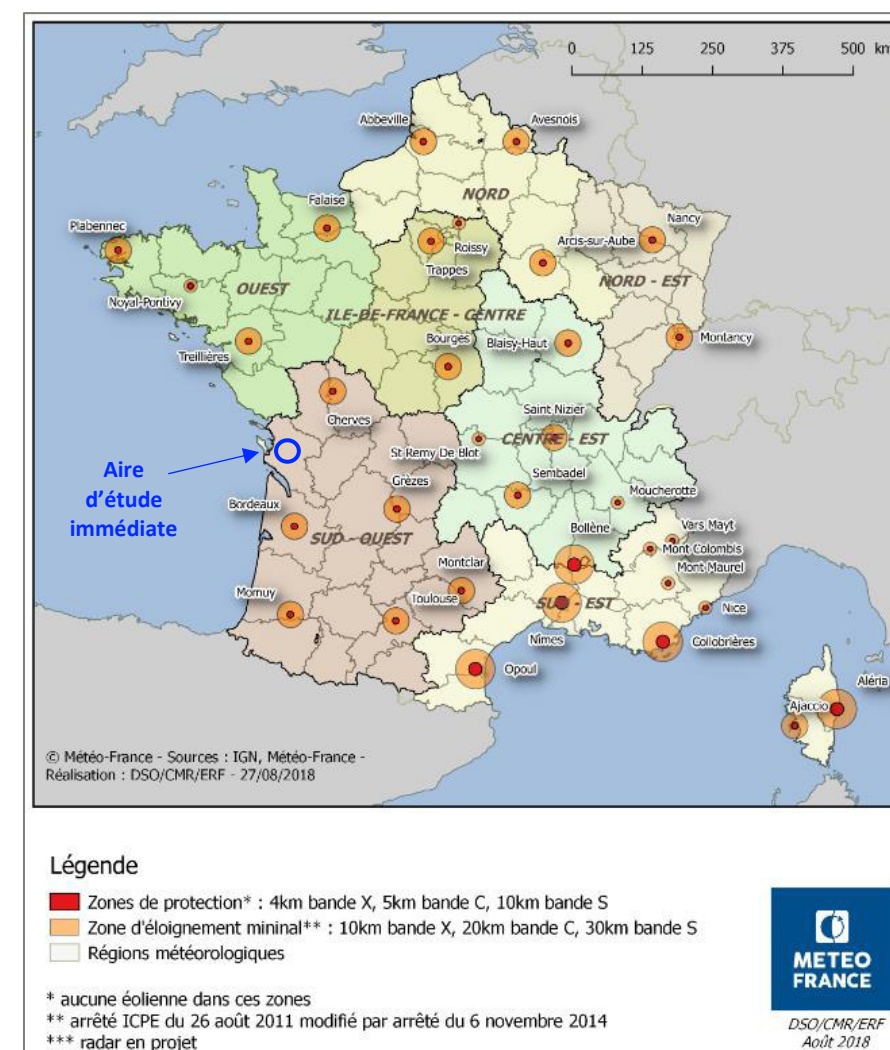 0 125 250 375 500 km
Abbeville
Avesnois
NORD
Falaise
Nancy
Plabennec
Arcis-sur-Aube
Roissy
Trappes
OUEST
NORD - EST
Noyal-Pontivy
ILE-DE-FRANCE - CENTRE
Treillières
Bourges
Blaisy-Haut
Montancy
Cherves
Saint Nizier
St Remy De Blot
CENTRE - EST
Aire
d’étude
immédiate
Grèzes
Sembadel
Moucherotte
Bordeaux
SUD - OUEST
Bollène
Vars Mayt
Mont Colombis
Montclar
Mont Maurel
Momuy
Toulouse
SUD - EST
Nice
Nîmes
Collobrières
Opoul
Aléria
Ajaccio
© Météo-France - Sources : IGN, Météo-France -
Réalisation : DSO/CMR/ERF - 27/08/2018
Légende
Zones de protection* : 4km bande X, 5km bande C, 10km bande S
Zone d'éloignement mininal** : 10km bande X, 20km bande C, 30km bande S
Régions météorologiques
* aucune éolienne dans ces zones
** arrêté ICPE du 26 août 2011 modifié par arrêté du 6 novembre 2014
*** radar en projet
METEO
FRANCE
DSO/CMR/ERF
Août 2018